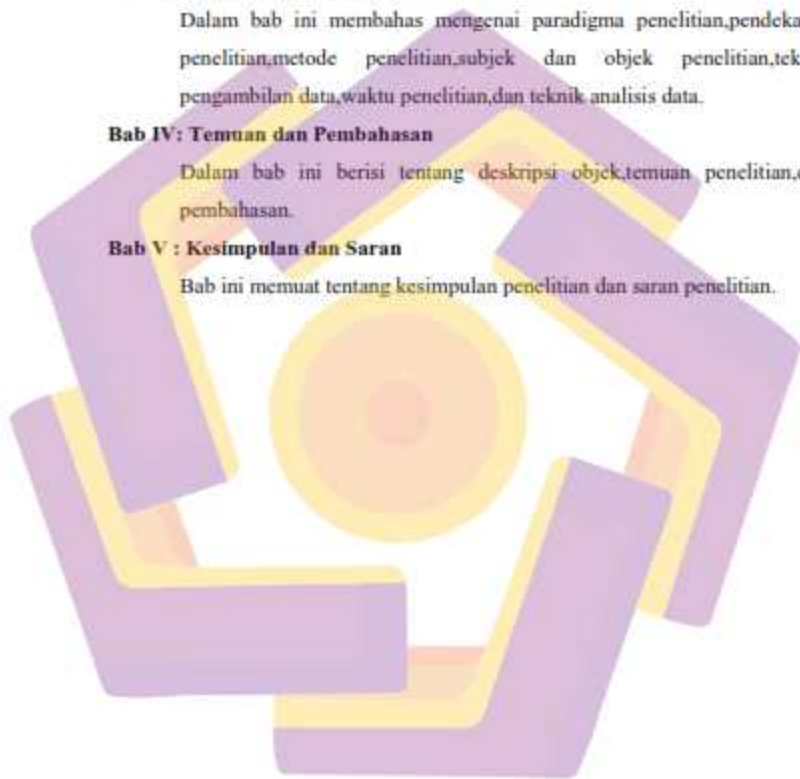 Dalam bab ini membahas mengenai paradigma penelitian,pendeka
penelitian,metode penelitian,subjek dan objek penelitian,tek
pengambilan data,waktu penelitian,dan teknik analisis data.
Bab IV: Temuan dan Pembahasan
Dalam bab ini berisi tentang deskripsi objek,temuan penelitian,
pembahasan.
Bab V : Kesimpulan dan Saran
Bab ini memuat tentang kesimpulan penelitian dan saran penelitian.